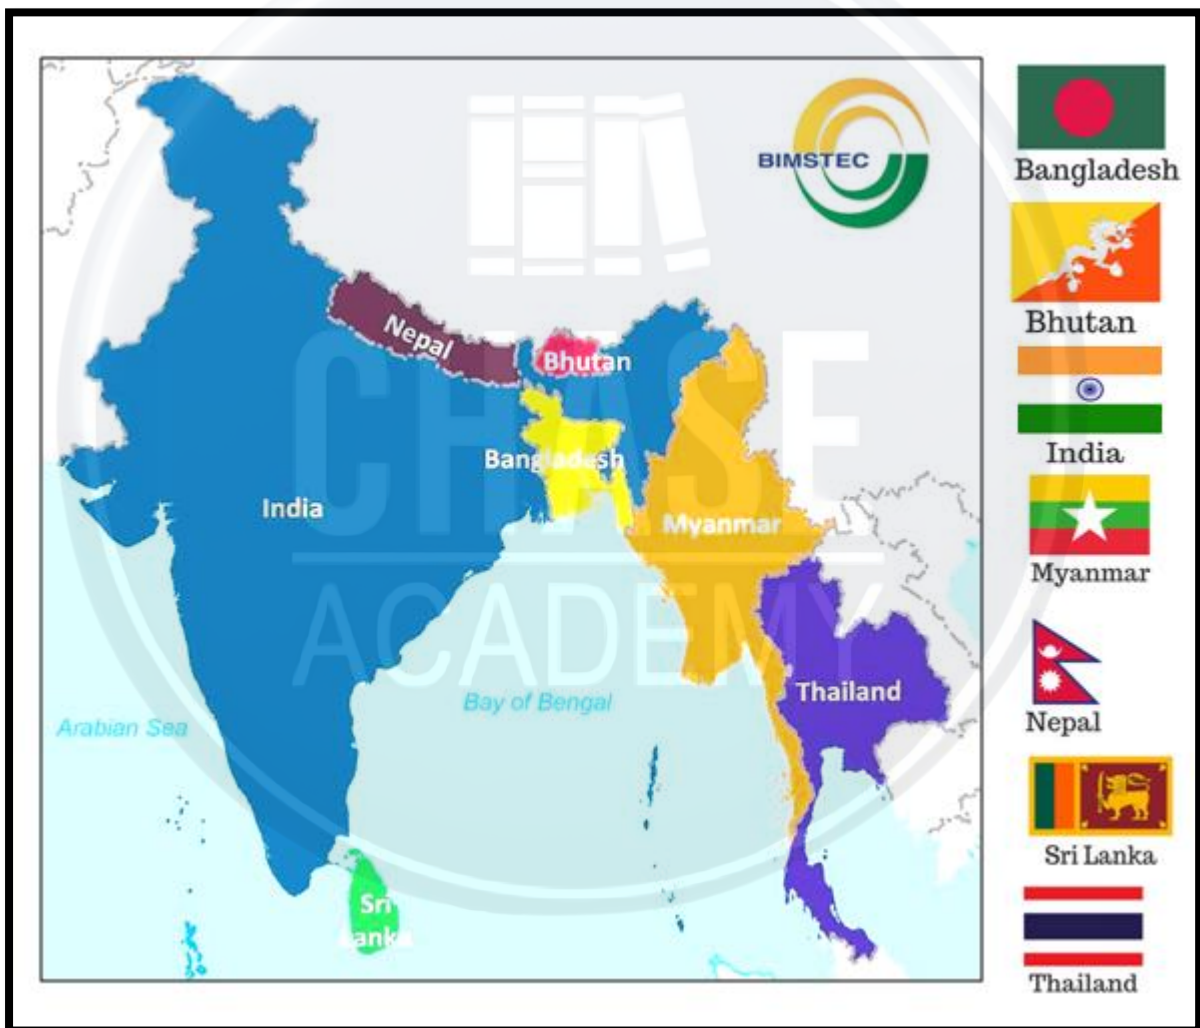 BIMSTEC
Nepal
Bhutan
Bangladesh
India
Myanmar
Thailand
Bay of Bengal
Arabian Sea
Sri
Lanka
CHASE
ACADEMY
Bangladesh
Bhutan
India
Myanmar
Nepal
Sri Lanka
Thailand